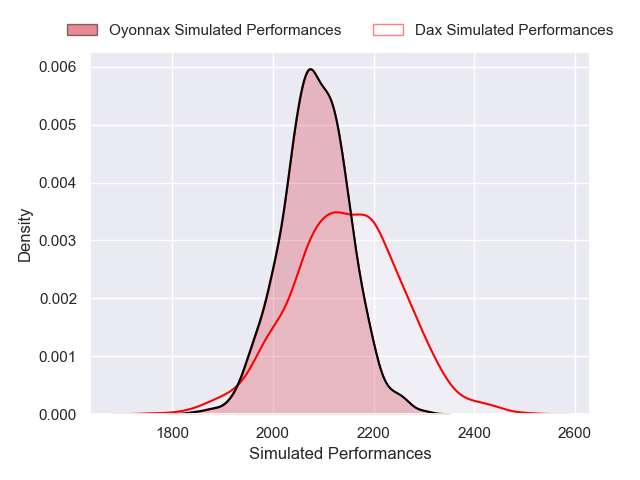 Oyonnax Simulated Performances Dax Simulated Performances
0.006
0.005
0.004
0.003
0.002
0.001
0.000
Density
1800 2000 2200 2400 2600
Simulated Performances